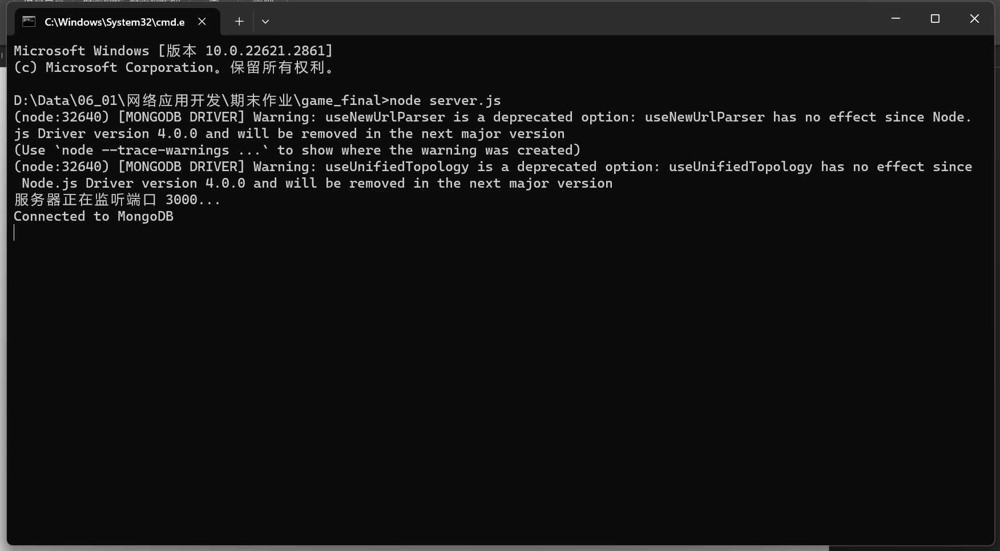 C:\Windows\System32\cmd.e
Microsoft Windows [版本 10.0.22621.2861]
(c) Microsoft Corporation。保留所有权利。
D:\Data\06_01\网络应用开发\期末作业\game_final>node server.js
(node:32640) [MONGODB DRIVER] Warning: useNewUrlParser is a deprecated option: useNewUrlParser has no effect since Node.
js Driver version 4.0.0 and will be removed in the next major version
(Use `node --trace-warnings ...` to show where the warning was created)
(node:32640) [MONGODB DRIVER] Warning: useUnifiedTopology is a deprecated option: useUnifiedTopology has no effect since
Node.js Driver version 4.0.0 and will be removed in the next major version
服务器正在监听端口 3000...
Connected to MongoDB